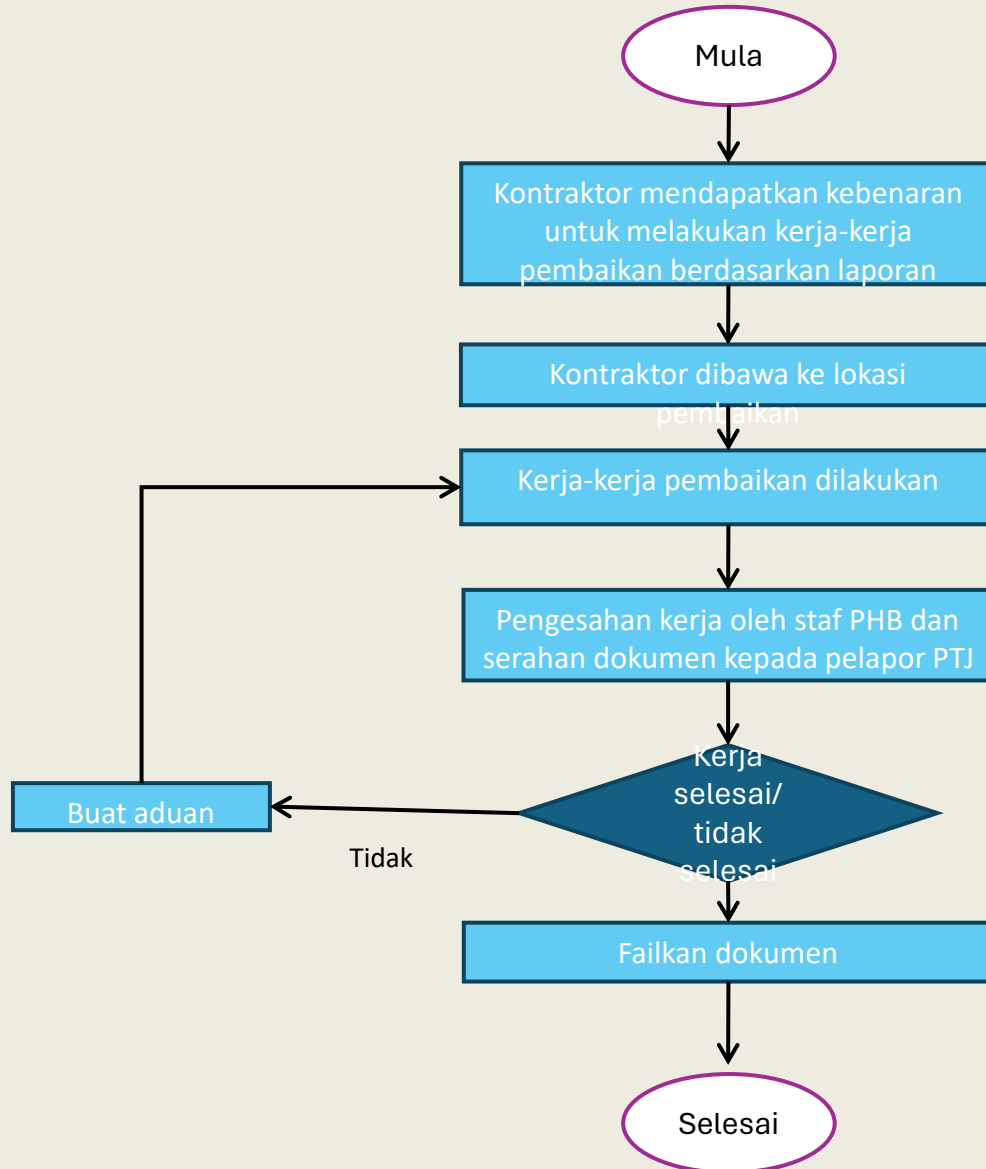 Mula
Kontraktor mendapatkan kebenaran
untuk melakukan kerja-kerja
pembaikan berdasarkan laporan
Kontraktor dibawa ke lokasi
pembaikan
Kerja-kerja pembaikan dilakukan
Pengesahan kerja oleh staf PHB dan
serahan dokumen kepada pelapor PTJ
Kerja
selesai/
tidak
selesai
Buat aduan
Tidak
Failkan dokumen
Selesai